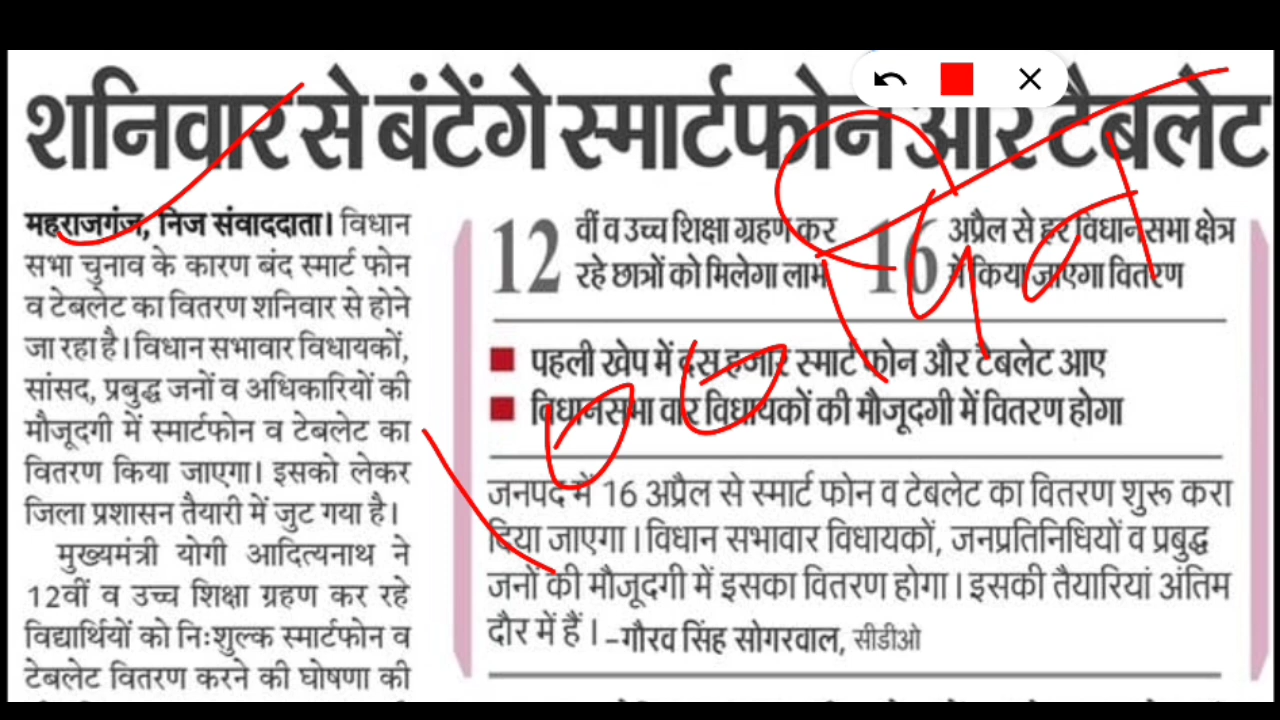 शनिवार से बंटेंगे स्मार्टफोन और टैबलेट
महराजगंज, निज संवाददाता। विधान
सभा चुनाव के कारण बंद स्मार्ट फोन
व टेबलेट का वितरण शनिवार से होने
जा रहा है। विधान सभावार विधायकों,
सांसद, प्रबुद्ध जनों व अधिकारियों की
मौजूदगी में स्मार्टफोन व टेबलेट का
वितरण किया जाएगा। इसको लेकर
जिला प्रशासन तैयारी में जुट गया है।
मुख्यमंत्री योगी आदित्यनाथ ने
12वीं व उच्च शिक्षा ग्रहण कर रहे
विद्यार्थियों को निःशुल्क स्मार्टफोन व
टेबलेट वितरण करने की घोषणा की
12 वीं व उच्च शिक्षा ग्रहण कर
रहे छात्रों को मिलेगा लाभ
16 अप्रैल से हर विधानसभा क्षेत्र
में किया जाएगा वितरण
पहली खेप में दस हजार स्मार्ट फोन और टैबलेट आए
विधानसभा वार विधायकों की मौजूदगी में वितरण होगा
जनपद में 16 अप्रैल से स्मार्ट फोन व टेबलेट का वितरण शुरू करा
दिया जाएगा। विधान सभावार विधायकों, जनप्रतिनिधियों व प्रबुद्ध
जनों की मौजूदगी में इसका वितरण होगा। इसकी तैयारियां अंतिम
दौर में हैं। -गौरव सिंह सोगरवाल, सीडीओ